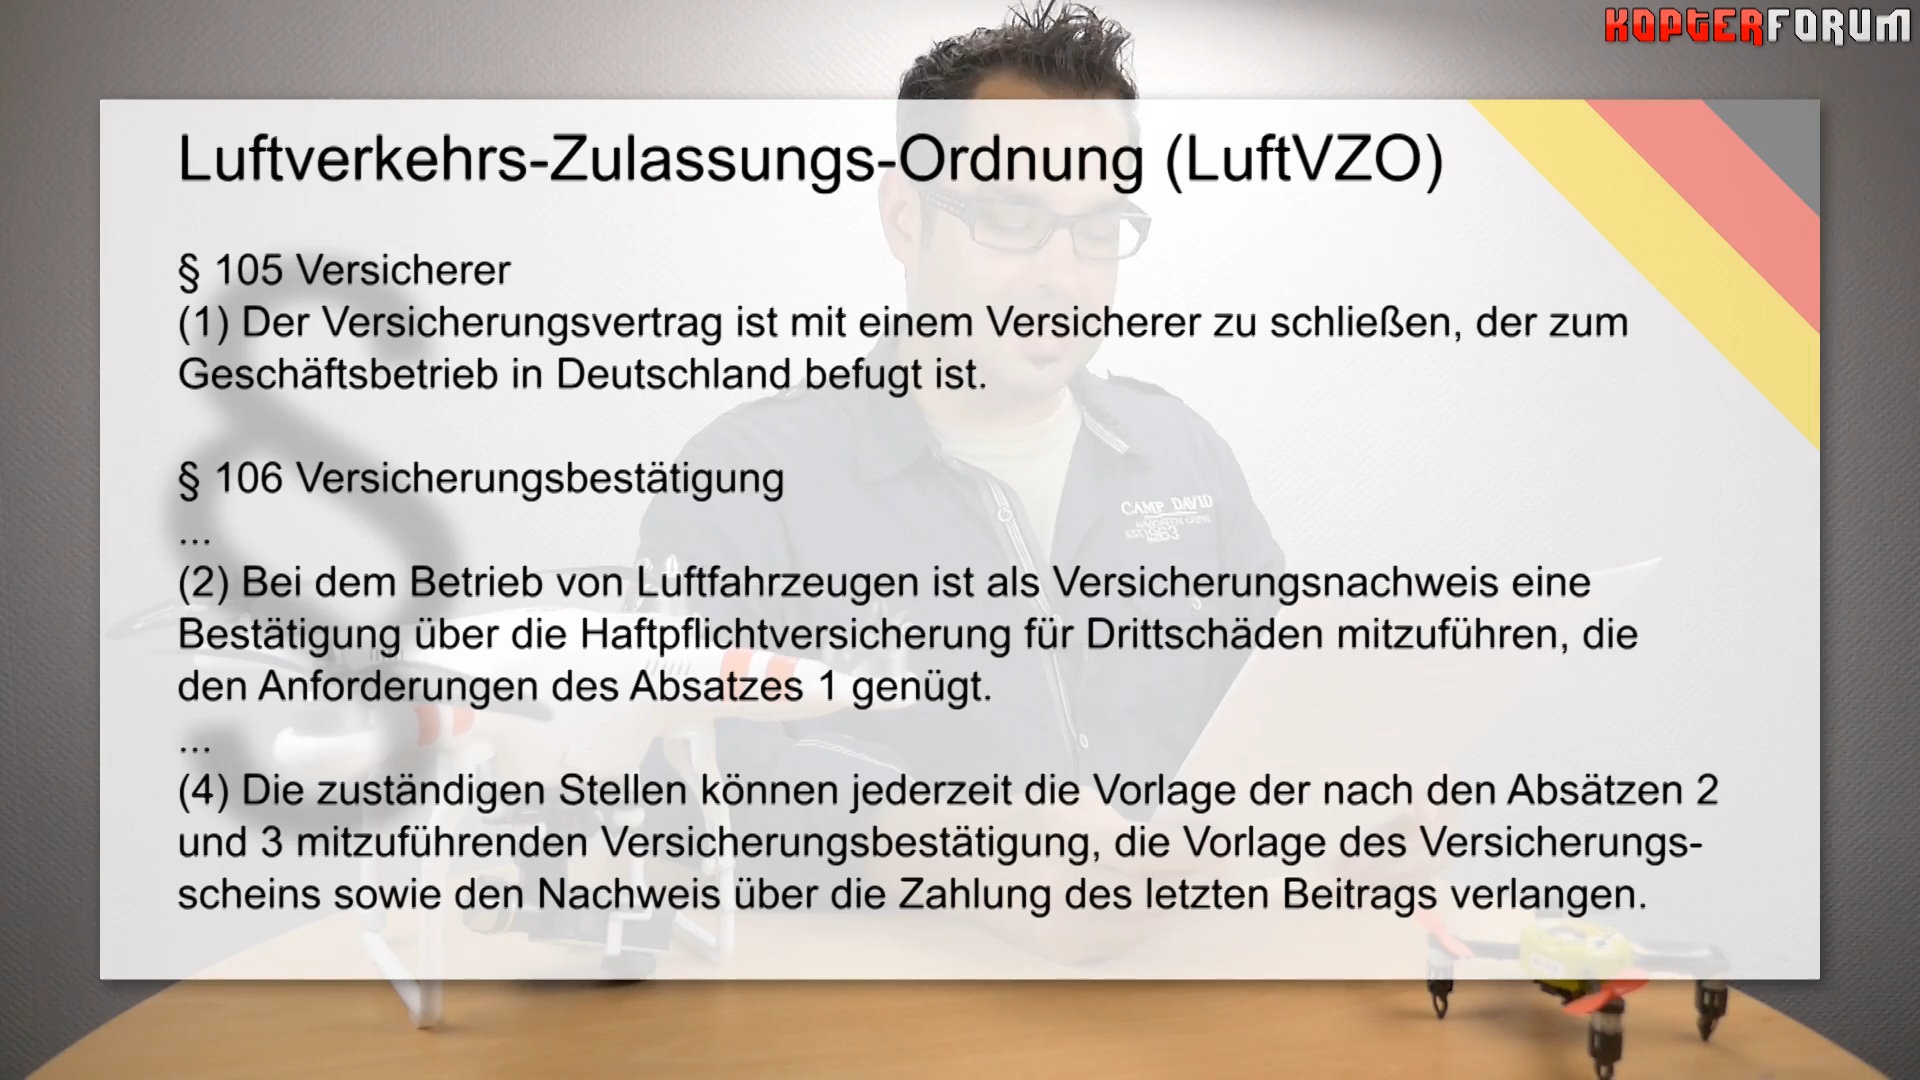 KOPTERFORUM
Luftverkehrs-Zulassungs-Ordnung (LuftVZO)
§ 105 Versicherer
(1) Der Versicherungsvertrag ist mit einem Versicherer zu schließen, der zum
Geschäftsbetrieb in Deutschland befugt ist.
§ 106 Versicherungsbestätigung
...
(2) Bei dem Betrieb von Luftfahrzeugen ist als Versicherungsnachweis eine
Bestätigung über die Haftpflichtversicherung für Drittschäden mitzuführen, die
den Anforderungen des Absatzes 1 genügt.
...
(4) Die zuständigen Stellen können jederzeit die Vorlage der nach den Absätzen 2
und 3 mitzuführenden Versicherungsbestätigung, die Vorlage des Versicherungs-
scheins sowie den Nachweis über die Zahlung des letzten Beitrags verlangen.
§
CAMP DAVID
EST.1963